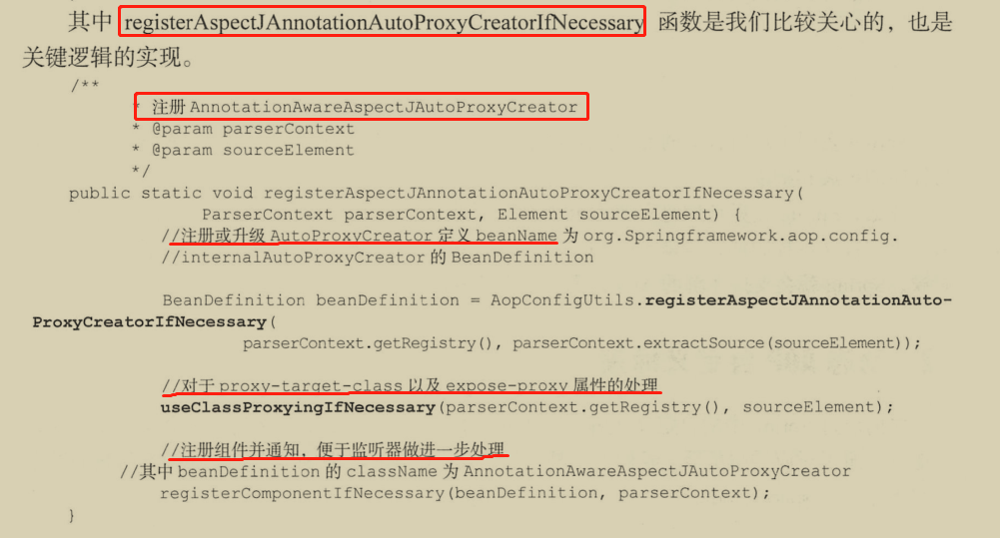 其中 registerAspectJAnnotationAutoProxyCreatorIfNecessary 函数是我们比较关心的，也是
关键逻辑的实现。
/**
* 注册 AnnotationAwareAspectJAutoProxyCreator
* @param parserContext
* @param sourceElement
*/
public static void registerAspectJAnnotationAutoProxyCreatorIfNecessary(
ParserContext parserContext, Element sourceElement) {
//注册或升级 AutoProxyCreator 定义 beanName 为 org.Springframework.aop.config.
//internalAutoProxyCreator 的 BeanDefinition
BeanDefinition beanDefinition = AopConfigUtils.registerAspectJAnnotationAuto-
ProxyCreatorIfNecessary(
parserContext.getRegistry(), parserContext.extractSource(sourceElement));
//对于 proxy-target-class 以及 expose-proxy 属性的处理
useClassProxyingIfNecessary(parserContext.getRegistry(), sourceElement);
//注册组件并通知，便于监听器做进一步处理
//其中 beanDefinition 的 className 为 AnnotationAwareAspectJAutoProxyCreator
registerComponentIfNecessary(beanDefinition, parserContext);
}